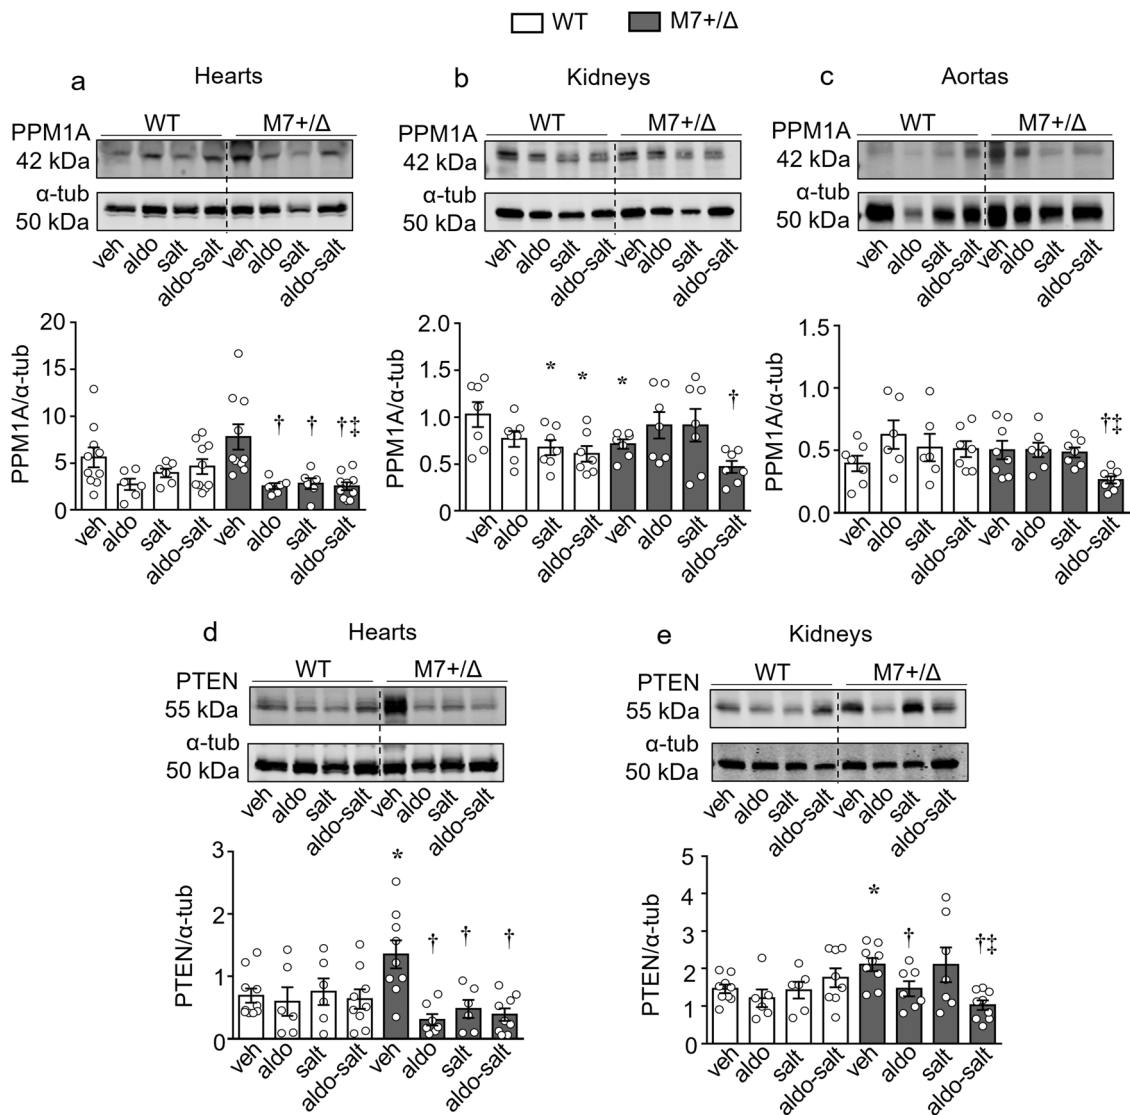 WT M7+/Δ
a Hearts
WT M7+/Δ
PPM1A
42 kDa
α-tub
50 kDa
veh aldo salt aldo-salt veh aldo salt aldo-salt
PPM1A/α-tub
20
15
10
5
0
† † †‡
veh aldo salt aldo-salt veh aldo salt aldo-salt
b Kidneys
WT M7+/Δ
PPM1A
42 kDa
α-tub
50 kDa
veh aldo salt aldo-salt veh aldo salt aldo-salt
PPM1A/α-tub
2.0
1.5
1.0
0.5
0.0
* * * †
veh aldo salt aldo-salt veh aldo salt aldo-salt
c Aortas
WT M7+/Δ
PPM1A
42 kDa
α-tub
50 kDa
veh aldo salt aldo-salt veh aldo salt aldo-salt
PPM1A/α-tub
1.5
1.0
0.5
0.0
†‡
veh aldo salt aldo-salt veh aldo salt aldo-salt
d Hearts
WT M7+/Δ
PTEN
55 kDa
α-tub
50 kDa
veh aldo salt aldo-salt veh aldo salt aldo-salt
PTEN/α-tub
3
2
1
0
* † † †
veh aldo salt aldo-salt veh aldo salt aldo-salt
e Kidneys
WT M7+/Δ
PTEN
55 kDa
α-tub
50 kDa
veh aldo salt aldo-salt veh aldo salt aldo-salt
PTEN/α-tub
5
4
3
2
1
0
* † †‡
veh aldo salt aldo-salt veh aldo salt aldo-salt